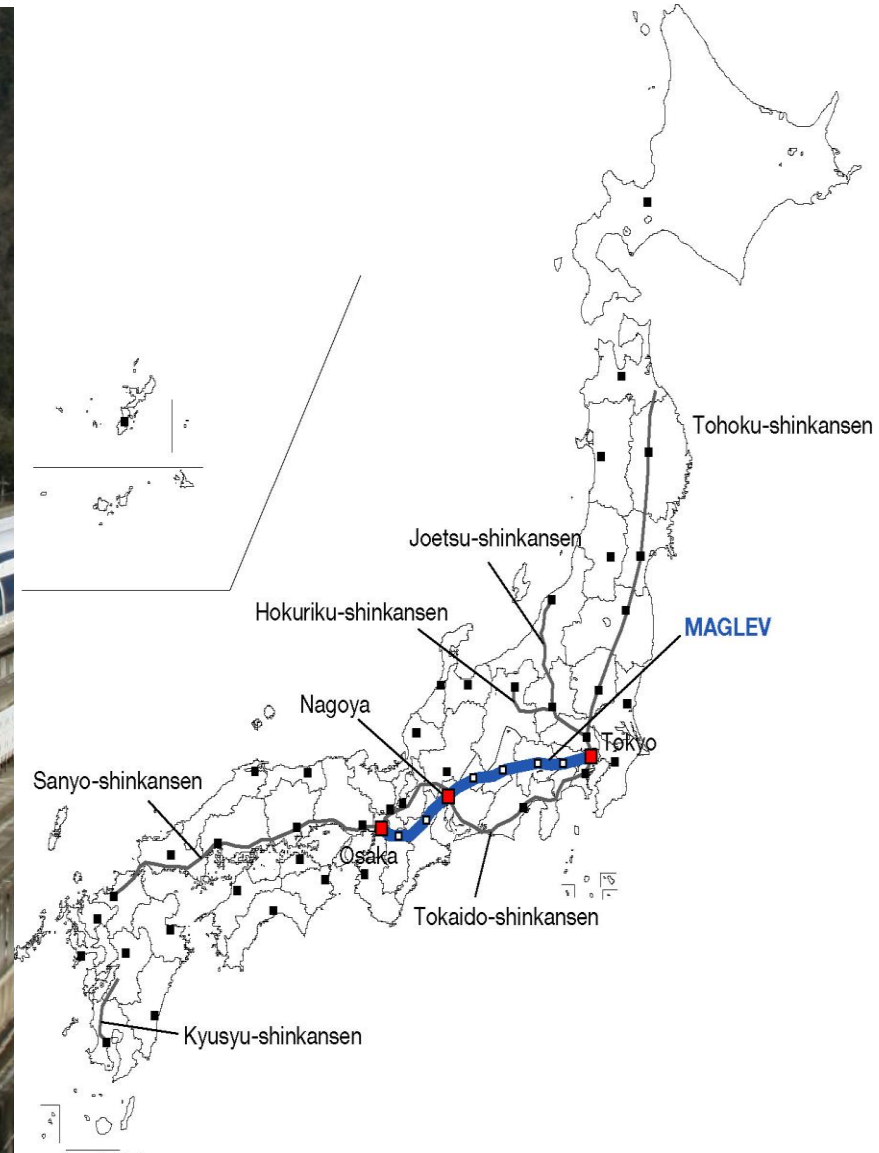 Tohoku-shinkansen
Joetsu-shinkansen
Hokuriku-shinkansen
MAGLEV
Nagoya
Tokyo
Sanyo-shinkansen
Osaka
Tokaido-shinkansen
Kyusyu-shinkansen